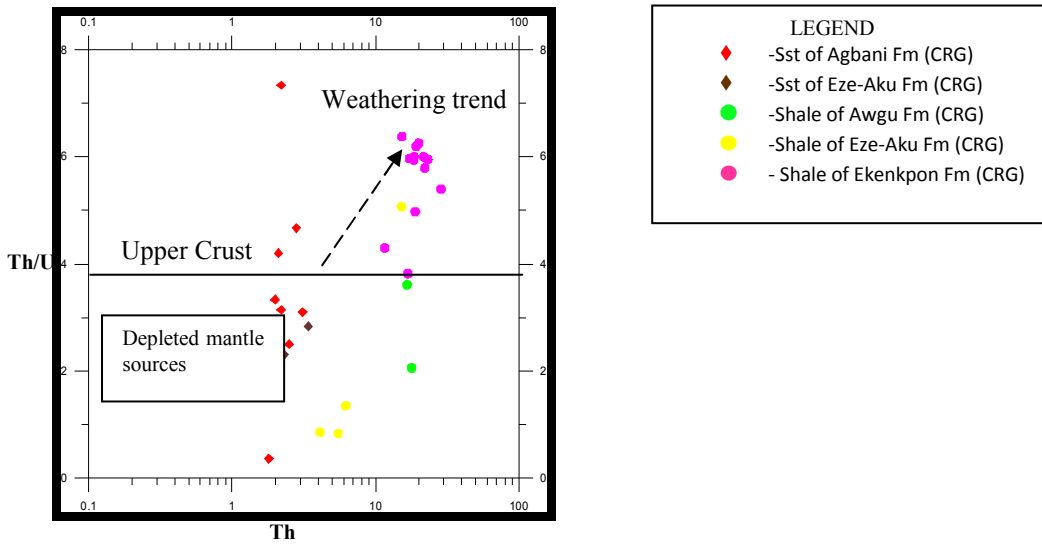 0.1 1 10 100
8 8
Weathering trend
6 6
Upper Crust
Th/U
4 4
Depleted mantle
sources
2 2
0 0
0.1 1 10 100
Th
LEGEND
-Sst of Agbani Fm (CRG)
-Sst of Eze-Aku Fm (CRG)
-Shale of Awgu Fm (CRG)
-Shale of Eze-Aku Fm (CRG)
- Shale of Ekenkpon Fm (CRG)